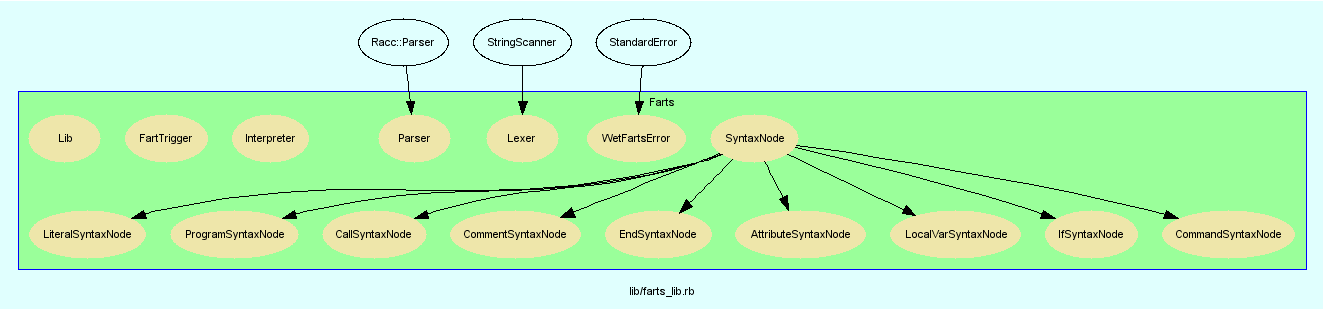 Racc::Parser
StringScanner
StandardError
Farts
Lib
FartTrigger
Interpreter
Parser
Lexer
WetFartsError
SyntaxNode
LiteralSyntaxNode
ProgramSyntaxNode
CallSyntaxNode
CommentSyntaxNode
EndSyntaxNode
AttributeSyntaxNode
LocalVarSyntaxNode
IfSyntaxNode
CommandSyntaxNode
lib/farts_lib.rb